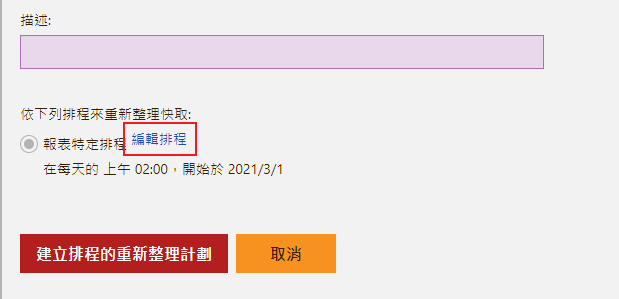 描述:
依下列排程來重新整理快取:
報表特定排程 編輯排程
在每天的 上午 02:00，開始於 2021/3/1
建立排程的重新整理計劃 取消